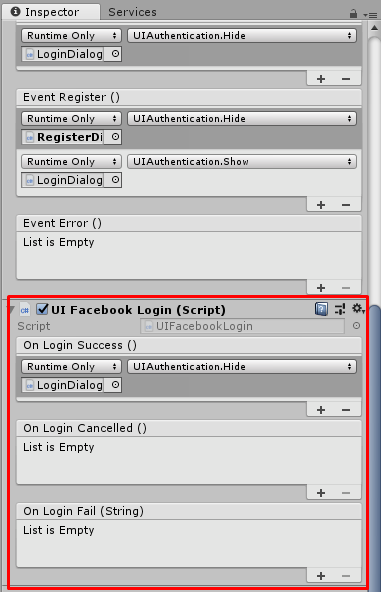 Inspector Services
Runtime Only UIAuthentication.Hide
LoginDialog
+ −
Event Register ()
Runtime Only UIAuthentication.Hide
RegisterDi
Runtime Only UIAuthentication.Show
LoginDialog
+ −
Event Error ()
List is Empty
+ −
UI Facebook Login (Script)
Script UIFacebookLogin
On Login Success ()
Runtime Only UIAuthentication.Hide
LoginDialog
+ −
On Login Cancelled ()
List is Empty
+ −
On Login Fail (String)
List is Empty
+ −